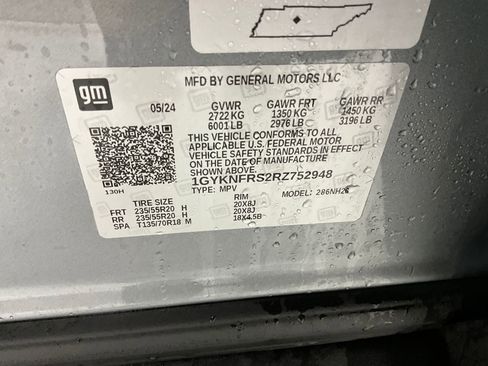 gm
MFD BY GENERAL MOTORS LLC
05/24 GVWR GAWR FRT GAWR RR
2722 KG 1350 KG 1450 KG
6001 LB 2976 LB 3196 LB
THIS VEHICLE CONFORMS TO ALL
APPLICABLE U.S. FEDERAL MOTOR
VEHICLE SAFETY STANDARDS IN EFFECT
ON THE DATE OF MANUFACTURE
SHOWN ABOVE.
1GYKNFRS2RZ752948
130H TYPE: MPV MODEL: 286NH26
TIRE SIZE RIM
FRT 235/55R20 H 20X8J
RR 235/55R20 H 20X8J
SPA T135/70R18 M 18X4.5B